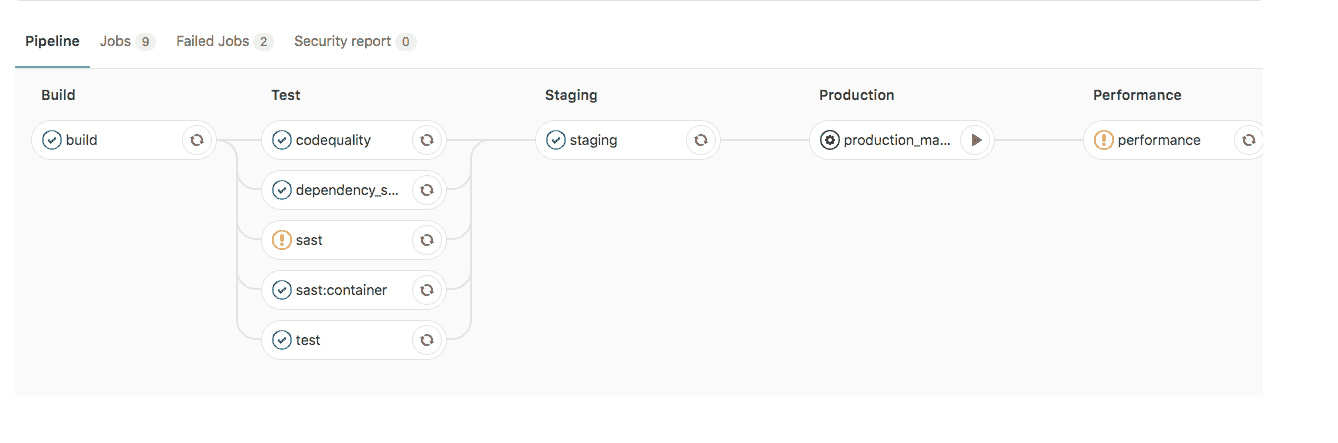 Pipeline Jobs 9 Failed Jobs 2 Security report 0
Build Test Staging Production Performance
build codequality staging production_ma... performance
dependency_s...
sast
sast:container
test